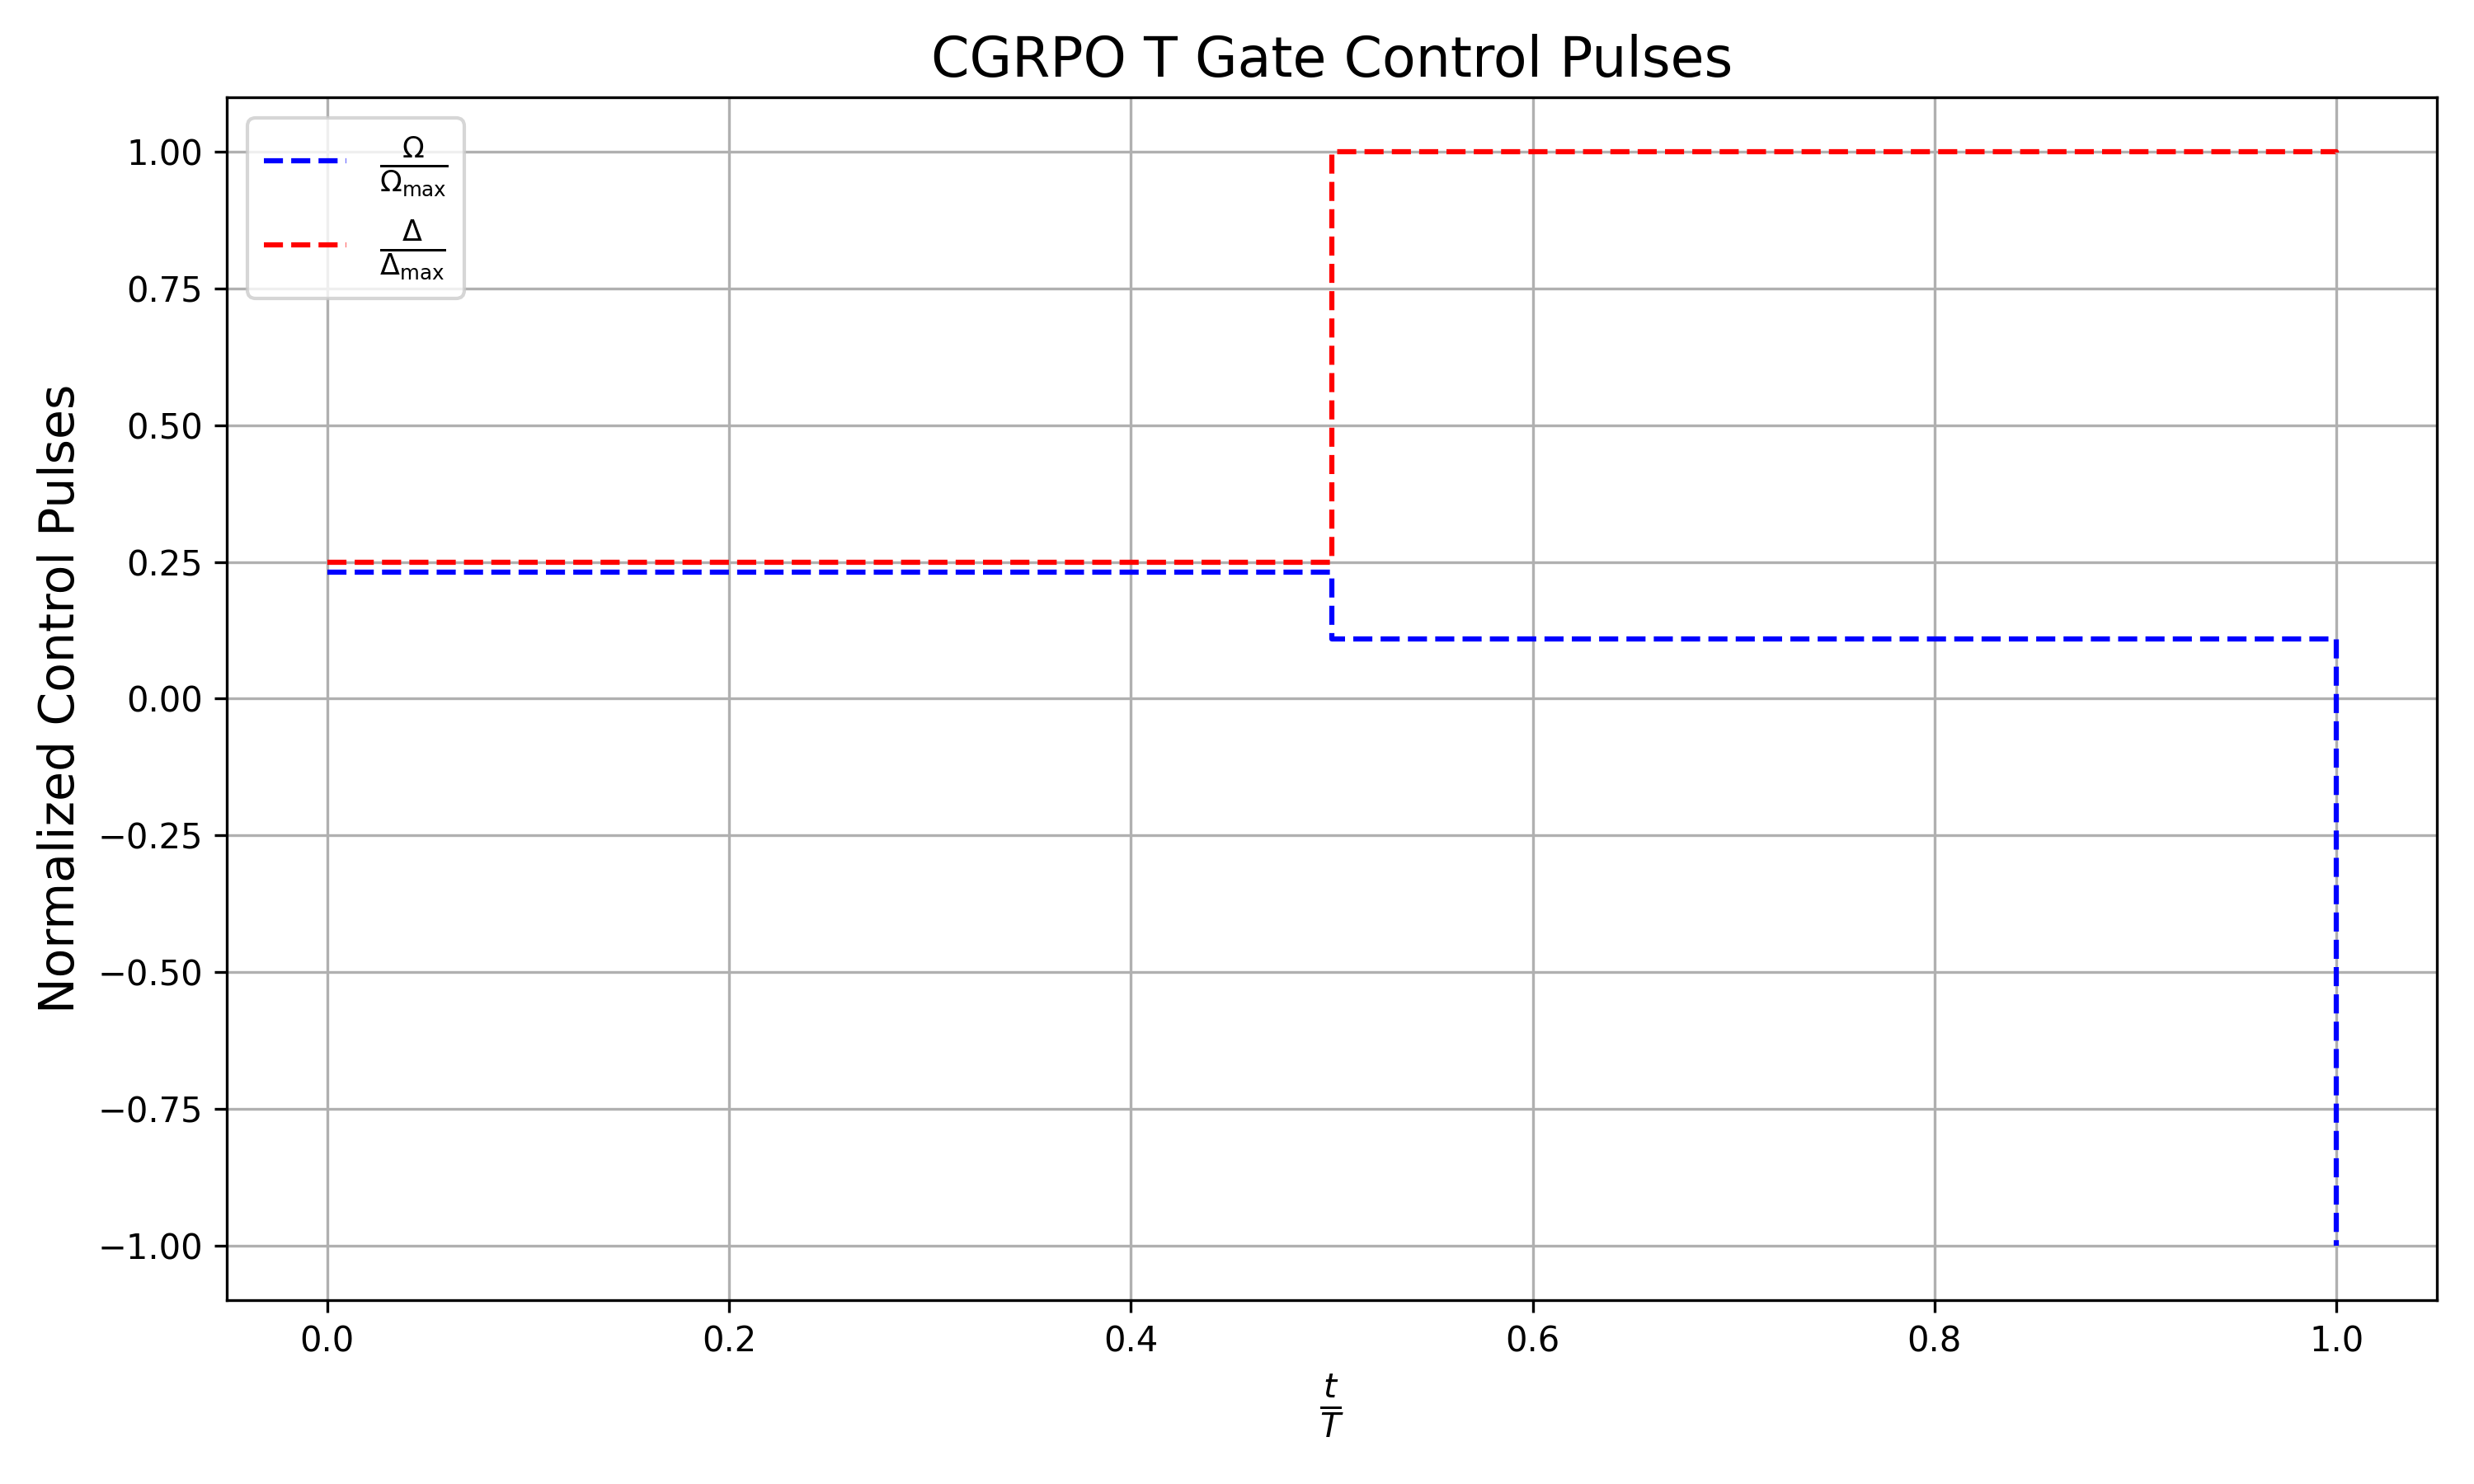 CGRPO T Gate Control Pulses
Ω
Ωmax
Δ
Δmax
Normalized Control Pulses
1.00
0.75
0.50
0.25
0.00
−0.25
−0.50
−0.75
−1.00
0.0 0.2 0.4 0.6 0.8 1.0
t
T